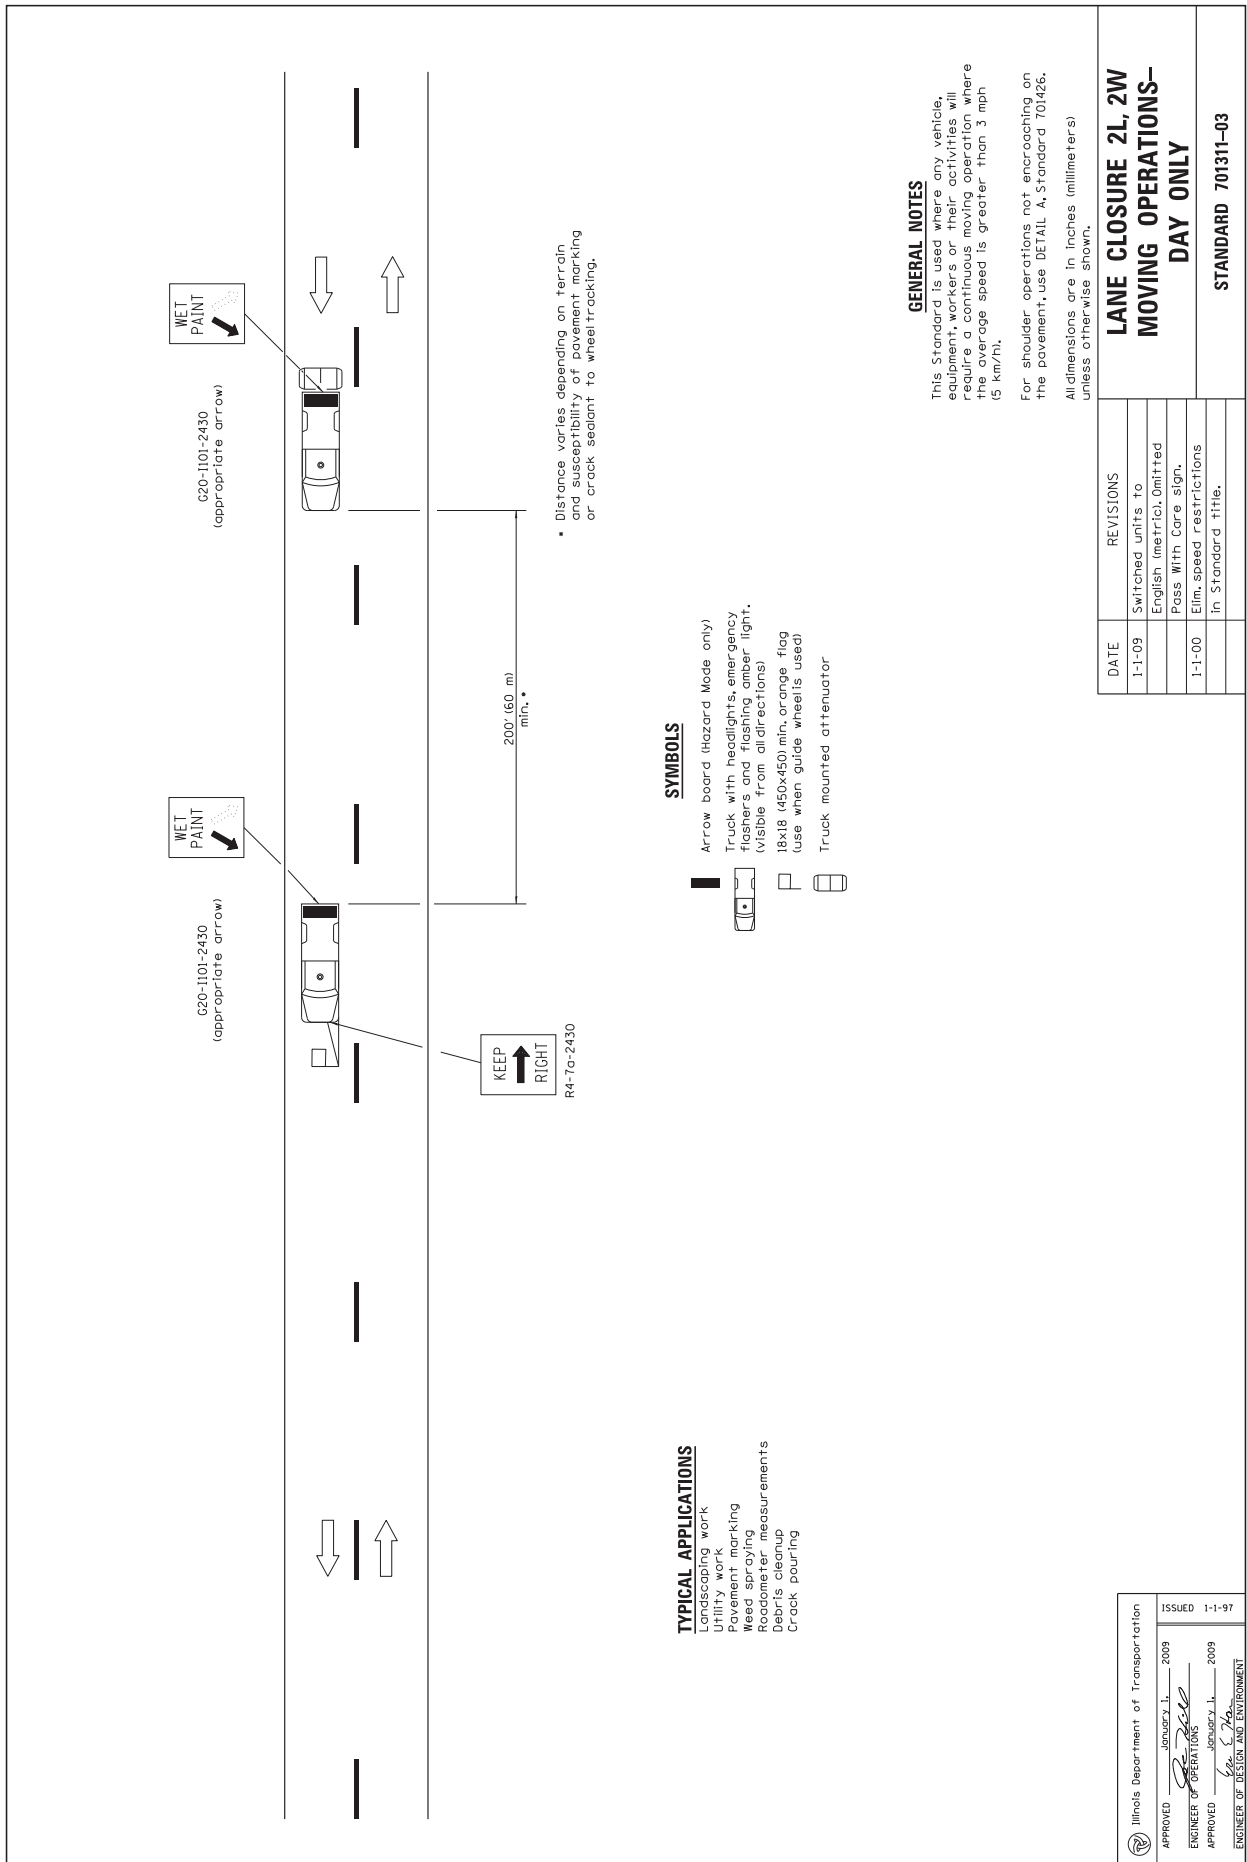 G20-I101-2430
(appropriate arrow)
WET
PAINT
G20-I101-2430
(appropriate arrow)
WET
PAINT
KEEP
RIGHT
R4-7a-2430
200' (60 m)
min. *
* Distance varies depending on terrain
and susceptibility of pavement marking
or crack sealant to wheel tracking.
TYPICAL APPLICATIONS
Landscaping work
Utility work
Pavement marking
Weed spraying
Roadometer measurements
Debris cleanup
Crack pouring
SYMBOLS
Arrow board (Hazard Mode only)
Truck with headlights, emergency
flashers and flashing amber light.
(visible from all directions)
18x18 (450x450) min. orange flag
(use when guide wheel is used)
Truck mounted attenuator
GENERAL NOTES
This Standard is used where any vehicle,
equipment, workers or their activities will
require a continuous moving operation where
the average speed is greater than 3 mph
(5 km/h).
For shoulder operations not encroaching on
the pavement, use DETAIL A, Standard 701426.
All dimensions are in inches (millimeters)
unless otherwise shown.
Illinois Department of Transportation
APPROVED January 1, 2009
ENGINEER OF OPERATIONS
APPROVED January 1, 2009
ENGINEER OF DESIGN AND ENVIRONMENT
ISSUED 1-1-97
DATE REVISIONS
1-1-09 Switched units to
English (metric). Omitted
Pass With Care sign.
1-1-00 Elim. speed restrictions
in Standard title.
LANE CLOSURE 2L, 2W
MOVING OPERATIONS–
DAY ONLY
STANDARD 701311–03